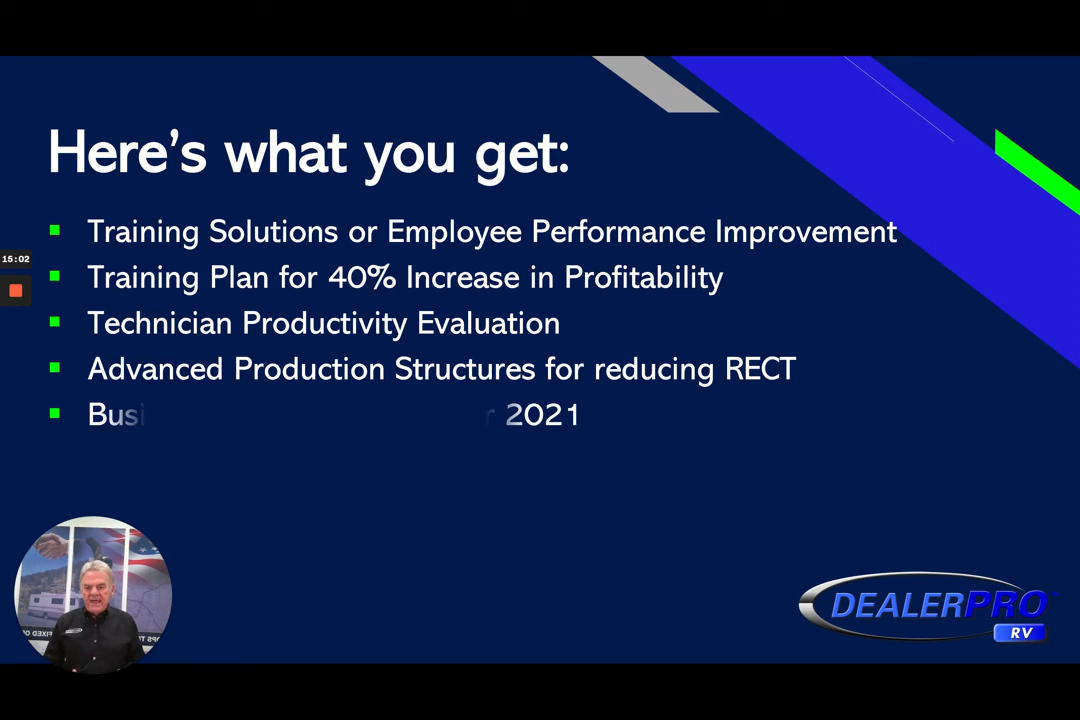 Here's what you get:
Training Solutions or Employee Performance Improvement
Training Plan for 40% Increase in Profitability
15:02
Technician Productivity Evaluation
Advanced Production Structures for reducing RECT
2021
DEALERPRO
RV